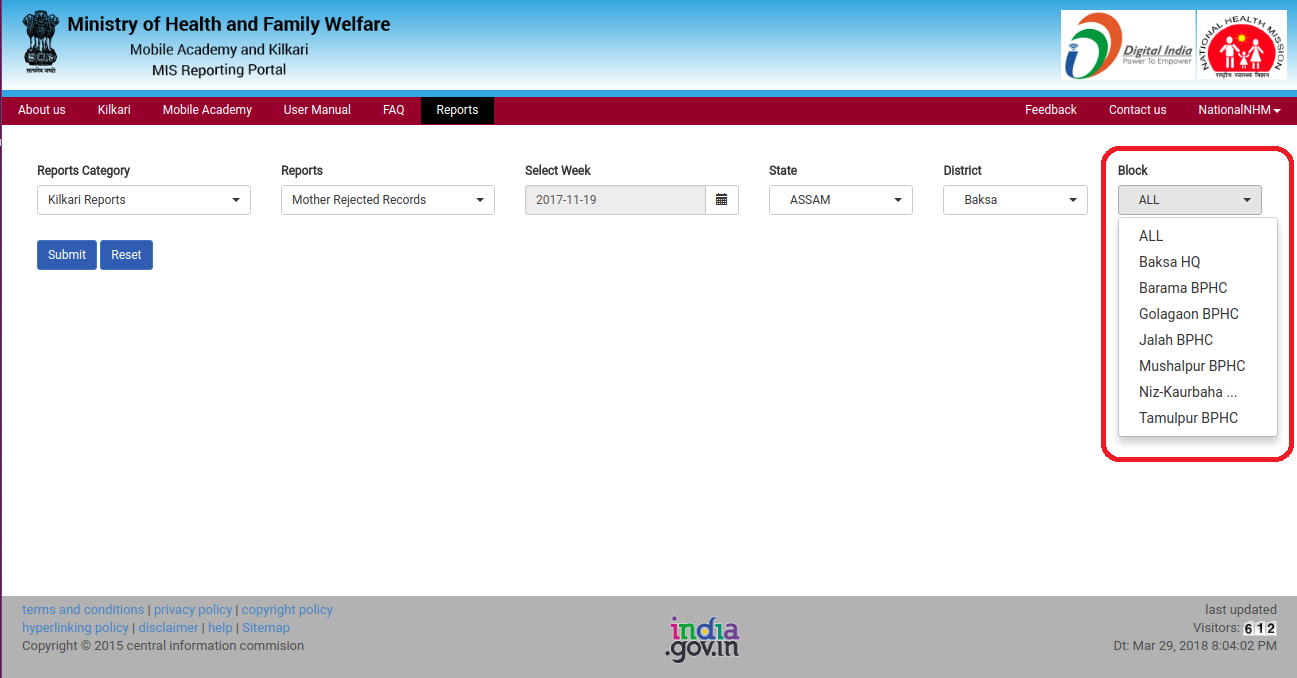 Ministry of Health and Family Welfare
Mobile Academy and Kilkari
MIS Reporting Portal
सत्यमेव जयते
Digital India
Power To Empower
NATIONAL HEALTH MISSION
राष्ट्रीय स्वास्थ्य मिशन
About us Kilkari Mobile Academy User Manual FAQ Reports Feedback Contact us NationalNHM
Reports Category Reports Select Week State District Block
Kilkari Reports Mother Rejected Records 2017-11-19 ASSAM Baksa ALL
Submit Reset
ALL
Baksa HQ
Barama BPHC
Golagaon BPHC
Jalah BPHC
Mushalpur BPHC
Niz-Kaurbaha ...
Tamulpur BPHC
terms and conditions | privacy policy | copyright policy
hyperlinking policy | disclaimer | help | Sitemap
Copyright © 2015 central information commision
india
.gov.in
last updated
Visitors: 612
Dt: Mar 29, 2018 8:04:02 PM